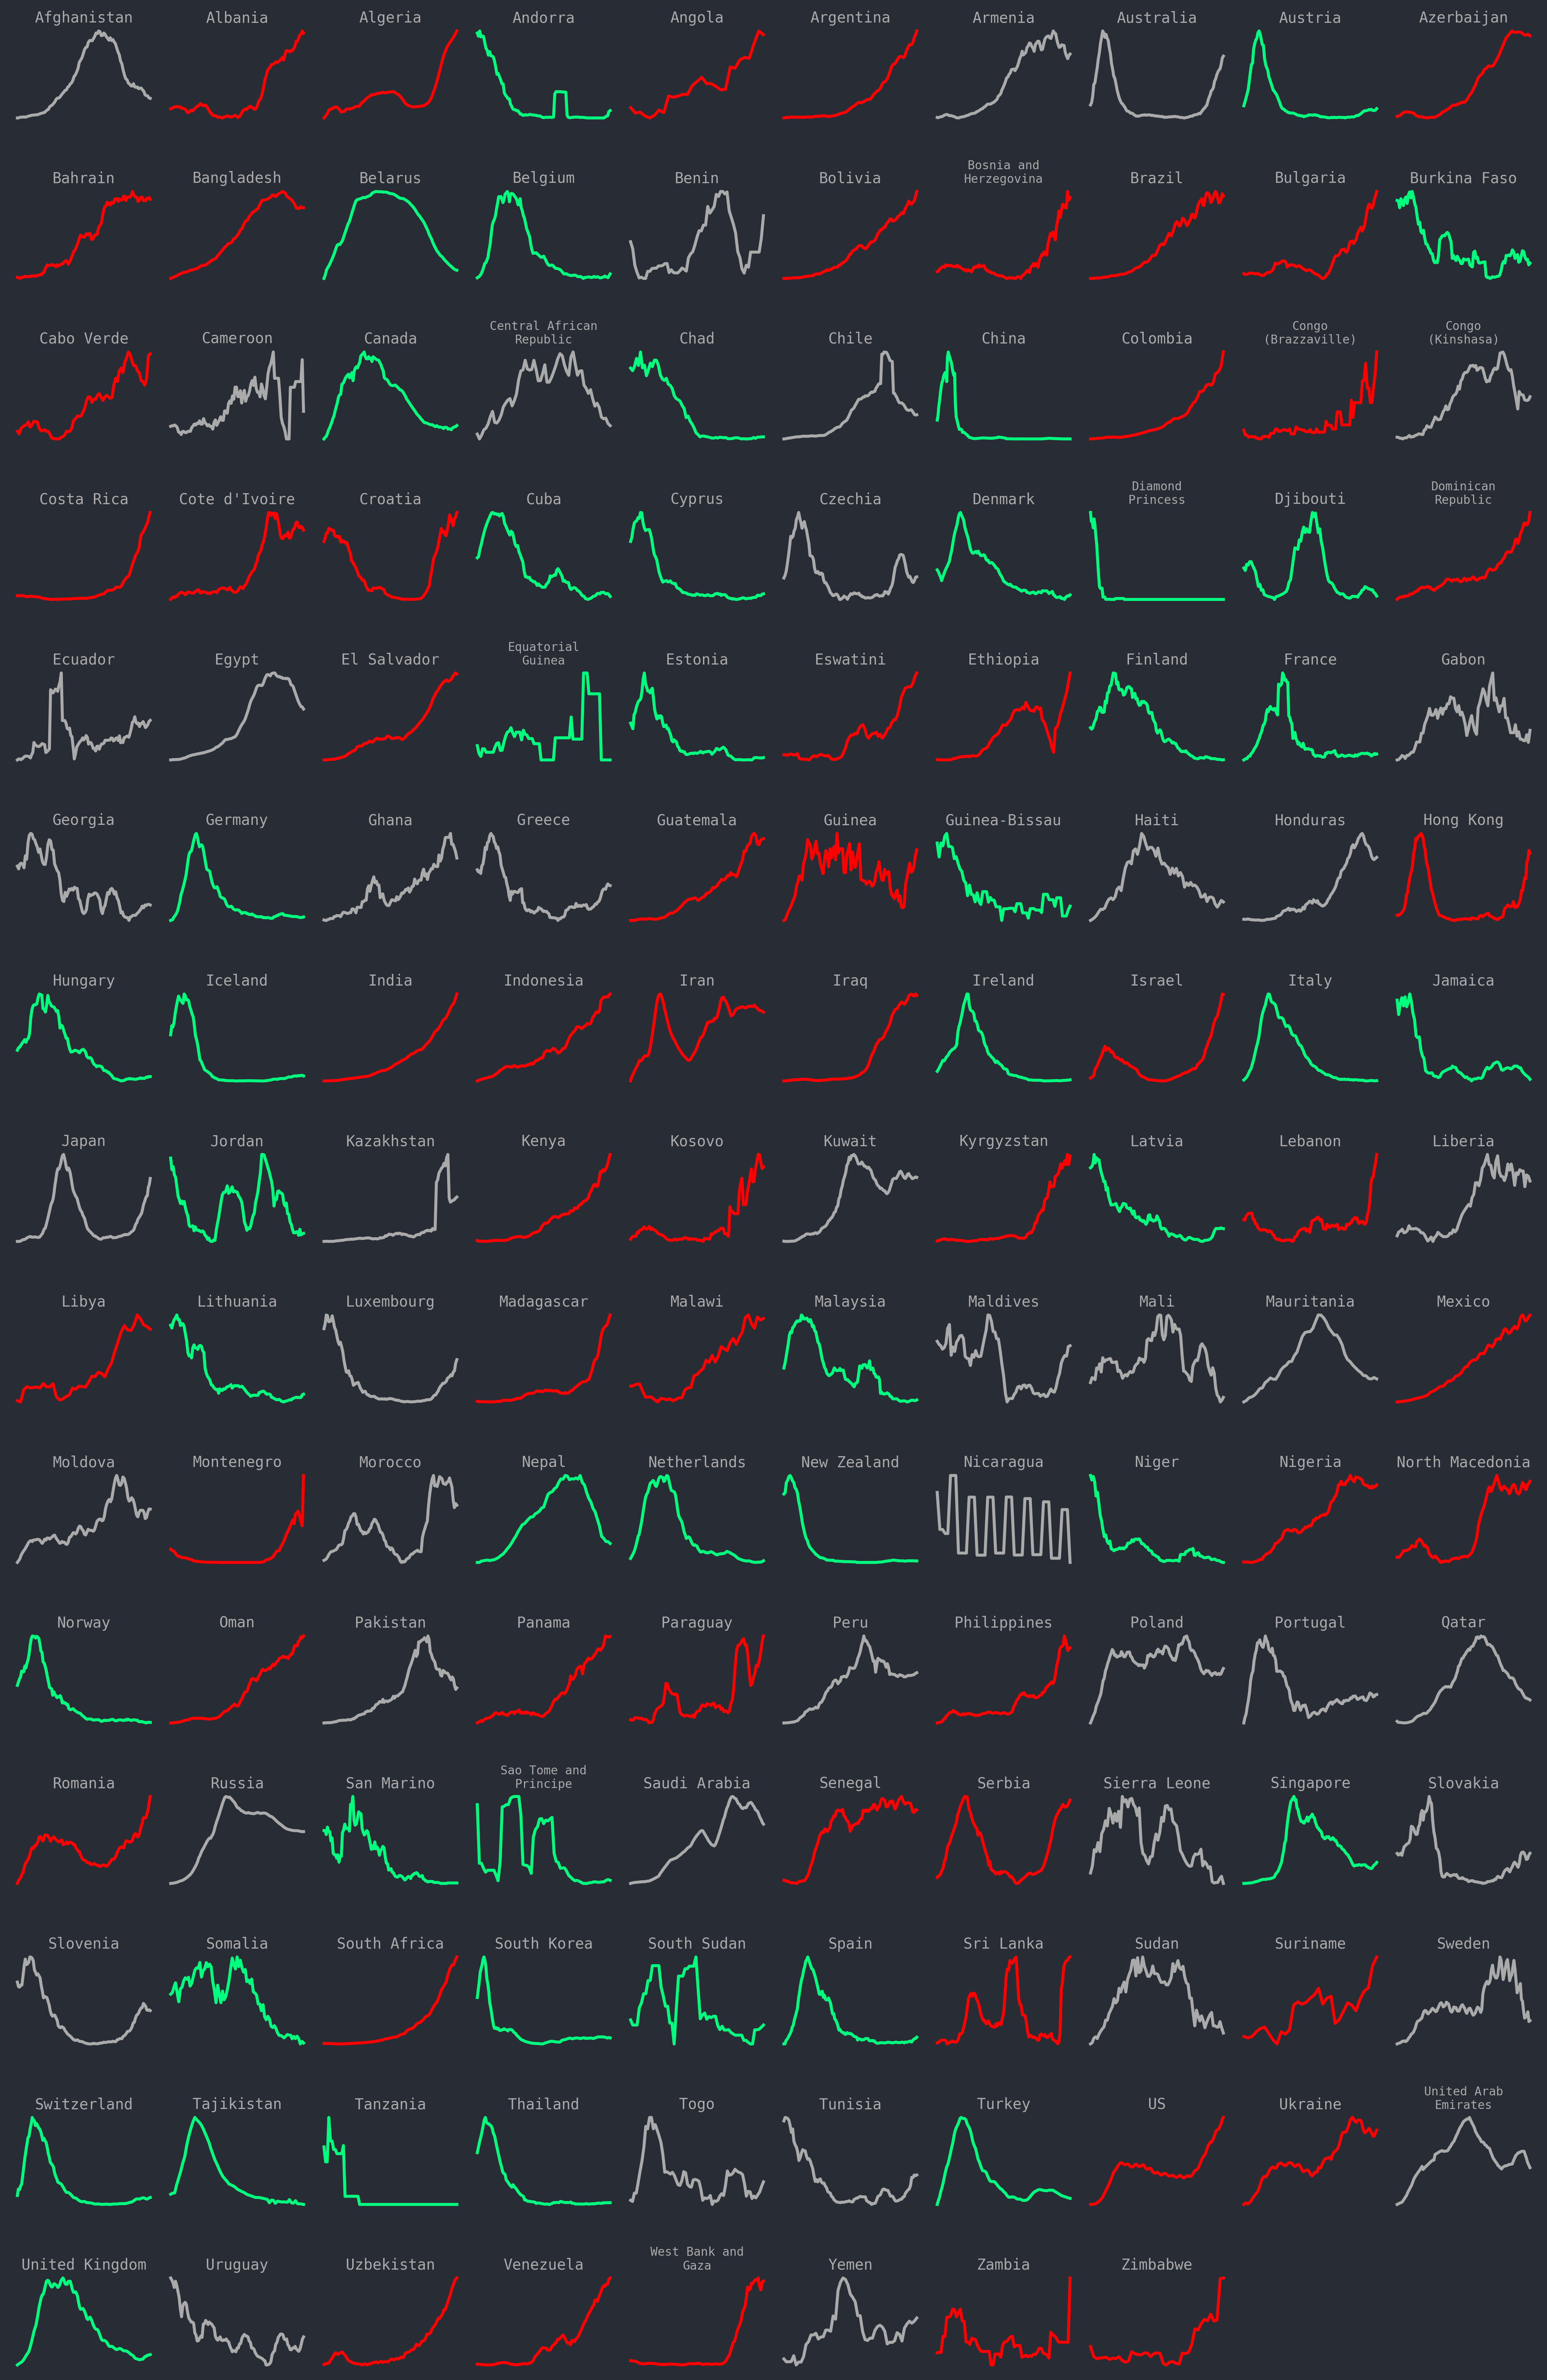 Afghanistan
Albania
Algeria
Andorra
Angola
Argentina
Armenia
Australia
Austria
Azerbaijan
Bahrain
Bangladesh
Belarus
Belgium
Benin
Bolivia
Bosnia and
Herzegovina
Brazil
Bulgaria
Burkina Faso
Cabo Verde
Cameroon
Canada
Central African
Republic
Chad
Chile
China
Colombia
Congo
(Brazzaville)
Congo
(Kinshasa)
Costa Rica
Cote d'Ivoire
Croatia
Cuba
Cyprus
Czechia
Denmark
Diamond
Princess
Djibouti
Dominican
Republic
Ecuador
Egypt
El Salvador
Equatorial
Guinea
Estonia
Eswatini
Ethiopia
Finland
France
Gabon
Georgia
Germany
Ghana
Greece
Guatemala
Guinea
Guinea-Bissau
Haiti
Honduras
Hong Kong
Hungary
Iceland
India
Indonesia
Iran
Iraq
Ireland
Israel
Italy
Jamaica
Japan
Jordan
Kazakhstan
Kenya
Kosovo
Kuwait
Kyrgyzstan
Latvia
Lebanon
Liberia
Libya
Lithuania
Luxembourg
Madagascar
Malawi
Malaysia
Maldives
Mali
Mauritania
Mexico
Moldova
Montenegro
Morocco
Nepal
Netherlands
New Zealand
Nicaragua
Niger
Nigeria
North Macedonia
Norway
Oman
Pakistan
Panama
Paraguay
Peru
Philippines
Poland
Portugal
Qatar
Romania
Russia
San Marino
Sao Tome and
Principe
Saudi Arabia
Senegal
Serbia
Sierra Leone
Singapore
Slovakia
Slovenia
Somalia
South Africa
South Korea
South Sudan
Spain
Sri Lanka
Sudan
Suriname
Sweden
Switzerland
Tajikistan
Tanzania
Thailand
Togo
Tunisia
Turkey
US
Ukraine
United Arab
Emirates
United Kingdom
Uruguay
Uzbekistan
Venezuela
West Bank and
Gaza
Yemen
Zambia
Zimbabwe